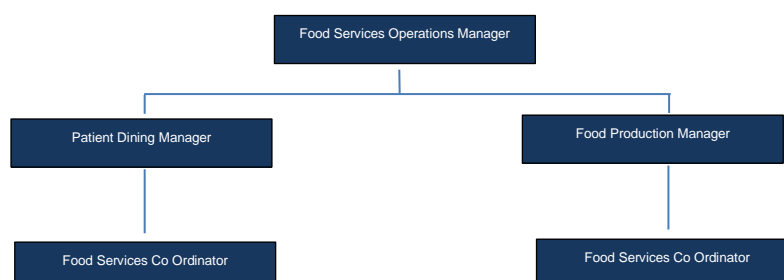 Food Services Operations Manager
Patient Dining Manager
Food Production Manager
Food Services Co Ordinator
Food Services Co Ordinator